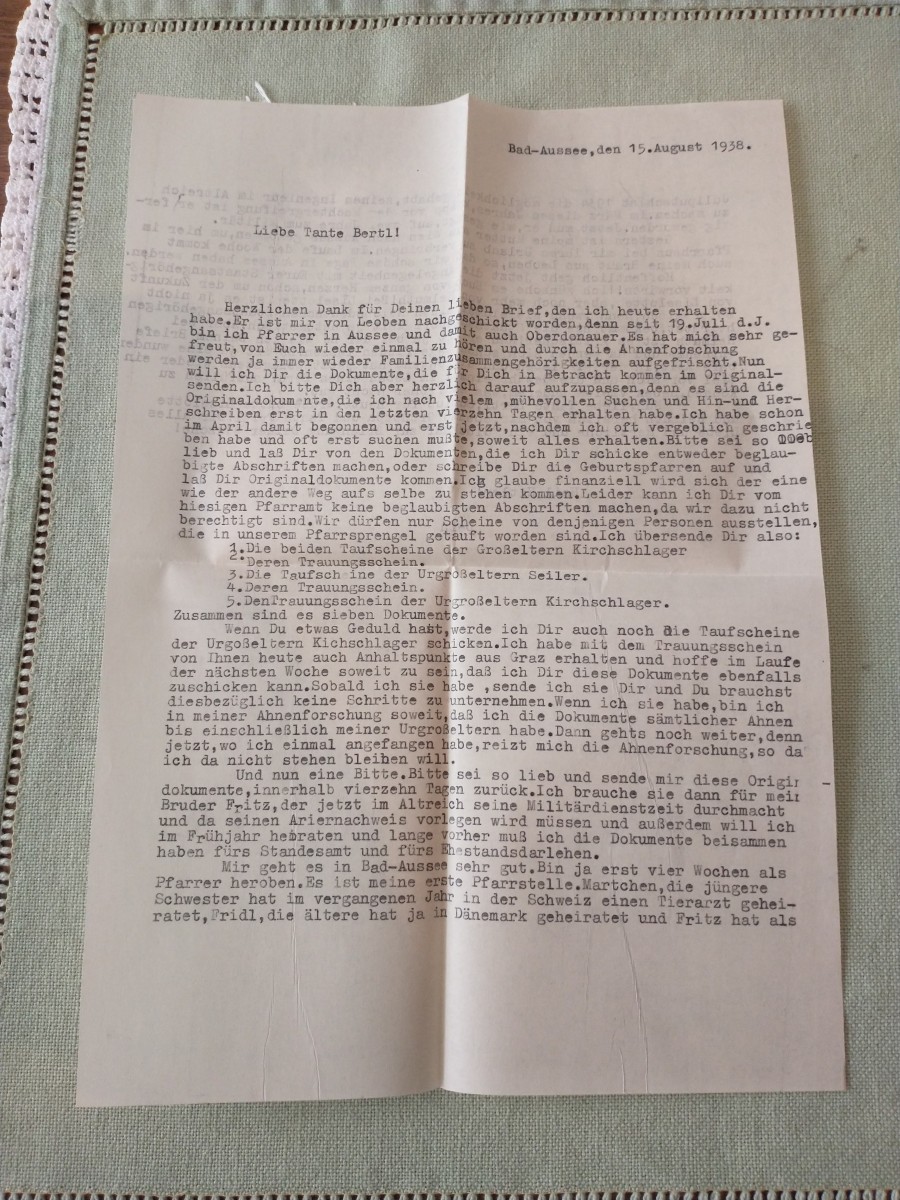 Bad-Aussee,den 15.August 1938.
Liebe Tante Bertl!
Herzlichen Dank für Deinen lieben Brief,den ich heute erhalten
habe.Er ist mir von Leoben nachgeschickt worden,denn seit 19.Juli d.J.
bin ich Pfarrer in Aussee und damit auch Oberdonauer.Es hat mich sehr ge-
freut,von Euch wieder einmal zu hören und durch die Ahnenforschung
werden ja immer wieder Familienzusammengehörigkeiten aufgefrischt.Nun
will ich Dir die Dokumente,die für Dich in Betracht kommen im Original-
senden.Ich bitte Dich aber herzlich darauf aufzupassen,denn es sind die
Originaldokum nte,die ich nach vielem ,mühevollen Suchen und Hin-und Her-
schreiben erst in den letzten vierzehn Tagen erhalten habe.Ich habe schon
im April damit begonnen und erst jetzt,nachdem ich oft vergeblich geschrie
ben habe und oft erst suchen mußte,soweit alles erhalten.Bitte sei so
lieb und laß Dir von den Dokumenten,die ich Dir schicke entweder beglau-
bigte Abschriften machen,oder schreibe Dir die Geburtspfarren auf und
laß Dir Originaldokumente kommen.Ich glaube finanziell wird sich der eine
wie der andere Weg aufs selbe zu stehen kommen.Leider kann ich Dir vom
hiesigen Pfarramt keine beglaubigten Abschriften machen,da wir dazu nicht
berechtigt sind.Wir dürfen nur Scheine von denjenigen Personen ausstellen,
die in unserem Pfarrsprengel getauft worden sind.Ich übersende Dir also:
1.Die beiden Taufscheine der Großeltern Kirchschlager
2.Deren Trauungsschein.
3.Die Taufscheine der Urgroßeltern Seiler.
4.Deren Trauungsschein.
5.DenTrauungsschein der Urgroßeltern Kirchschlager.
Zusammen sind es sieben Dokumente.
Wenn Du etwas Geduld hast,werde ich Dir auch noch die Taufscheine
der Urgoßeltern Kichschlager schicken.Ich habe mit dem Trauungsschein
von Ihnen heute auch Anhaltspunkte aus Graz erhalten und hoffe im Laufe
der nächsten Woche soweit zu sein,daß ich Dir diese Dokumente ebenfalls
zuschicken kann.Sobald ich sie habe ,sende ich sie Dir und Du brauchst
diesbezüglich keine Schritte zu unternehmen.Wenn ich sie habe,bin ich
in meiner Ahnenforschung soweit,daß ich die Dokumente sämtlicher Ahnen
bis einschließlich meiner Urgroßeltern habe.Dann gehts noch weiter,denn
jetzt,wo ich einmal angefangen habe,reizt mich die Ahnenforschung,so da
ich da nicht stehen bleiben will.
Und nun eine Bitte.Bitte sei so lieb und sende mir diese Origin -
dokumente,innerhalb vierzehn Tagen zurück.Ich brauche sie dann für mein
Bruder Fritz,der jetzt im Altreich seine Militärdienstzeit durchmacht
und da seinen Ariernachweis vorlegen wird müssen und außerdem will ich
im Frühjahr heiraten und lange vorher muß ich die Dokumente beisammen
haben fürs Standesamt und fürs Ehestandsdarlehen.
Mir geht es in Bad-Aussee sehr gut.Bin ja erst vier Wochen als
Pfarrer heroben.Es ist meine erste Pfarrstelle.Martchen,die jüngere
Schwester hat im vergangenen Jahr in der Schweiz einen Tierarzt gehei-
ratet,Fridl,die ältere hat ja in Dänemark geheiratet und Fritz hat als